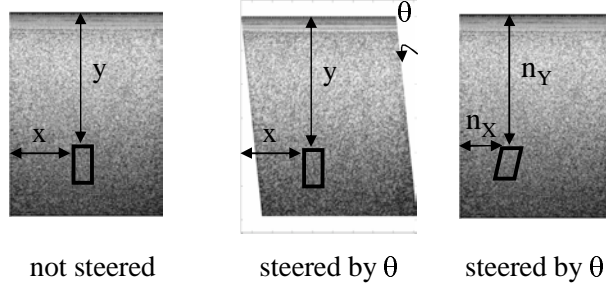 θ
y
y
n_Y
x
x
n_X
not steered
steered by θ
steered by θ